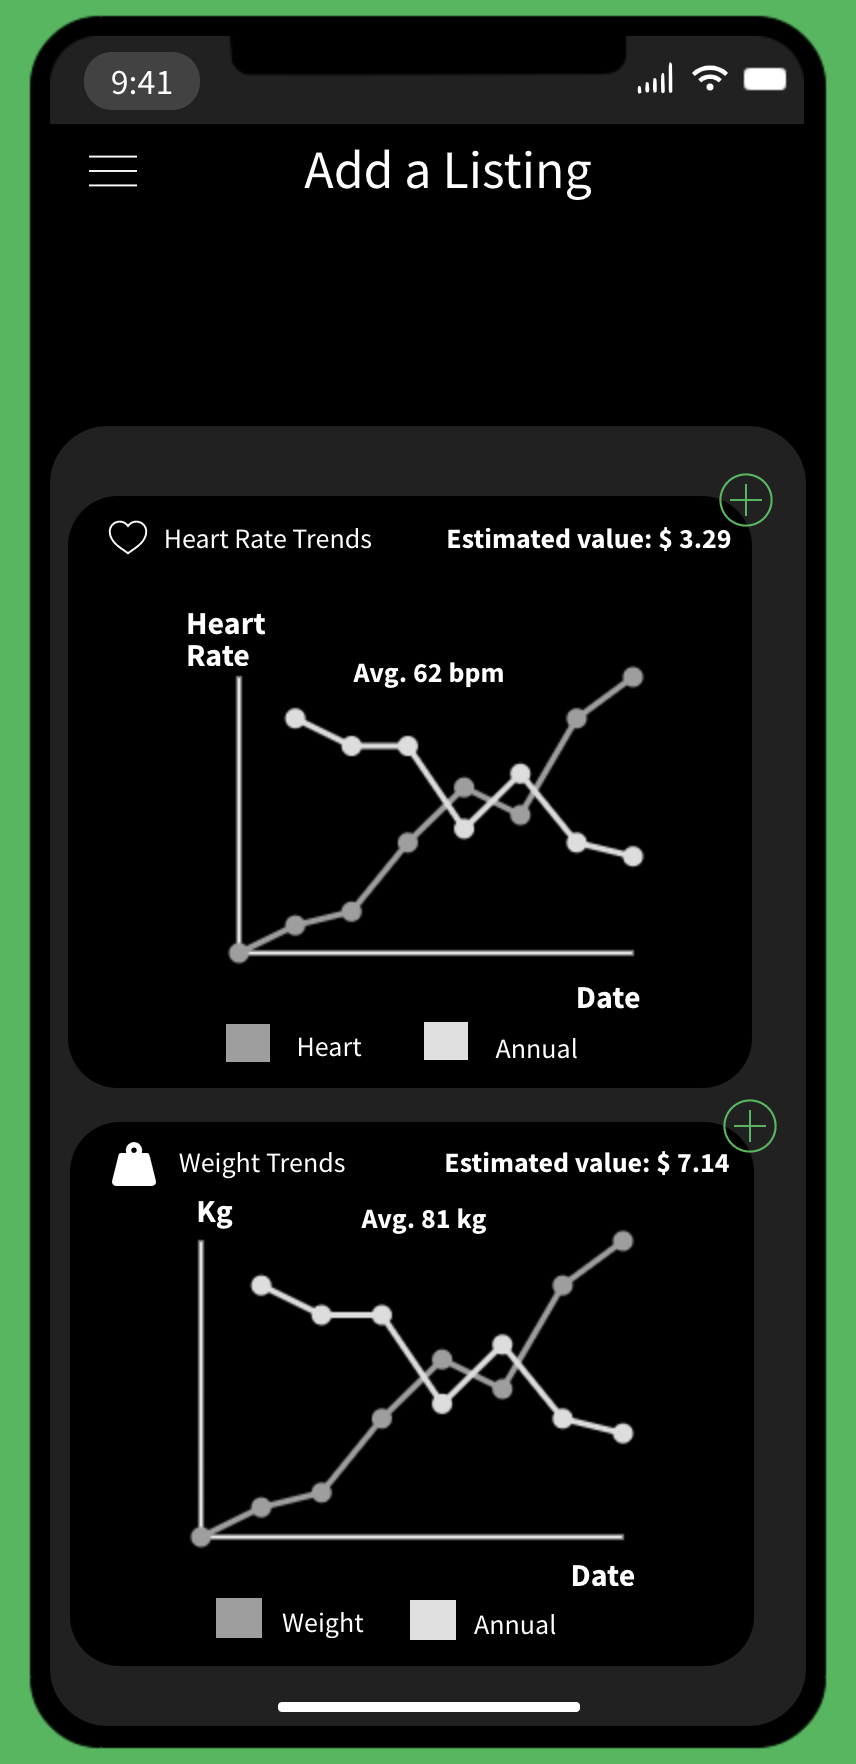 9:41
Add a Listing
Heart Rate Trends
Estimated value: $ 3.29
Heart
Rate
Avg. 62 bpm
Date
Heart
Annual
Weight Trends
Estimated value: $ 7.14
Kg
Avg. 81 kg
Date
Weight
Annual